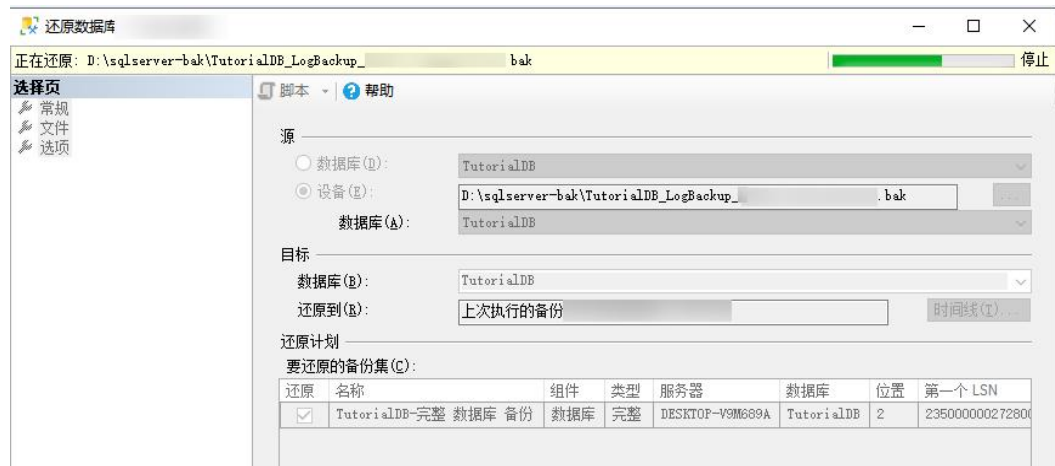 还原数据库
正在还原: D:\sqlserver-bak\TutorialDB_LogBackup_ bak
停止
选择页
常规
文件
选项
脚本
帮助
源
数据库(D):
TutorialDB
设备(E):
D:\sqlserver-bak\TutorialDB_LogBackup_ .bak
...
数据库(A):
TutorialDB
目标
数据库(B):
TutorialDB
还原到(R):
上次执行的备份
时间线(T)...
还原计划
要还原的备份集(C):
还原 名称 组件 类型 服务器 数据库 位置 第一个 LSN
TutorialDB-完整 数据库 备份 数据库 完整 DESKTOP-V9M689A TutorialDB 2